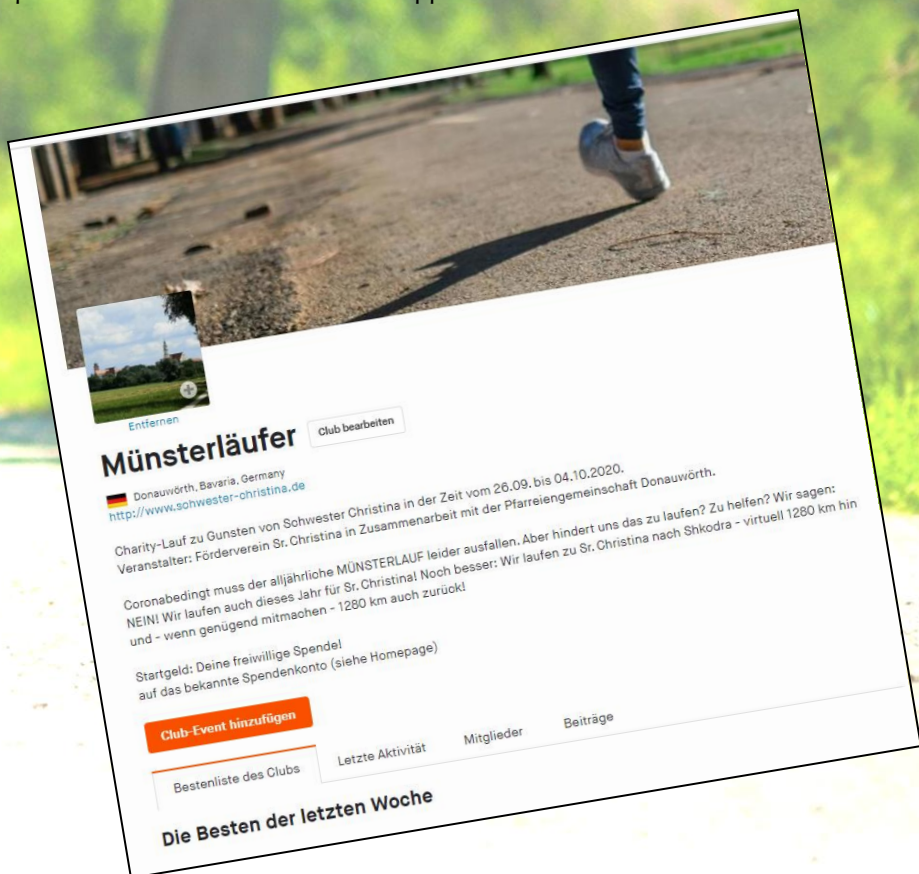 Entfernen
Münsterläufer
Club bearbeiten
Donauwörth, Bavaria, Germany
http://www.schwester-christina.de
Charity-Lauf zu Gunsten von Schwester Christina in der Zeit vom 26.09. bis 04.10.2020.
Veranstalter: Förderverein Sr. Christina in Zusammenarbeit mit der Pfarreiengemeinschaft Donauwörth.
Coronabedingt muss der alljährliche MÜNSTERLAUF leider ausfallen. Aber hindert uns das zu laufen? Zu helfen? Wir sagen:
NEIN! Wir laufen auch dieses Jahr für Sr. Christina! Noch besser: Wir laufen zu Sr. Christina nach Shkodra - virtuell 1280 km hin
und - wenn genügend mitmachen - 1280 km auch zurück!
Startgeld: Deine freiwillige Spende!
auf das bekannte Spendenkonto (siehe Homepage)
Club-Event hinzufügen
Bestenliste des Clubs
Letzte Aktivität
Mitglieder
Beiträge
Die Besten der letzten Woche